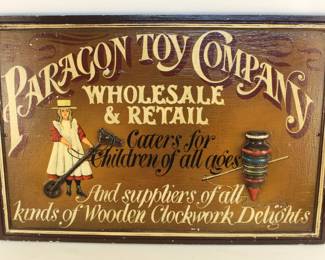 PARAGON TOY COMPANY
WHOLESALE
& RETAIL
Caters for
Children of all ages
And suppliers of all
kinds of Wooden Clockwork Delights